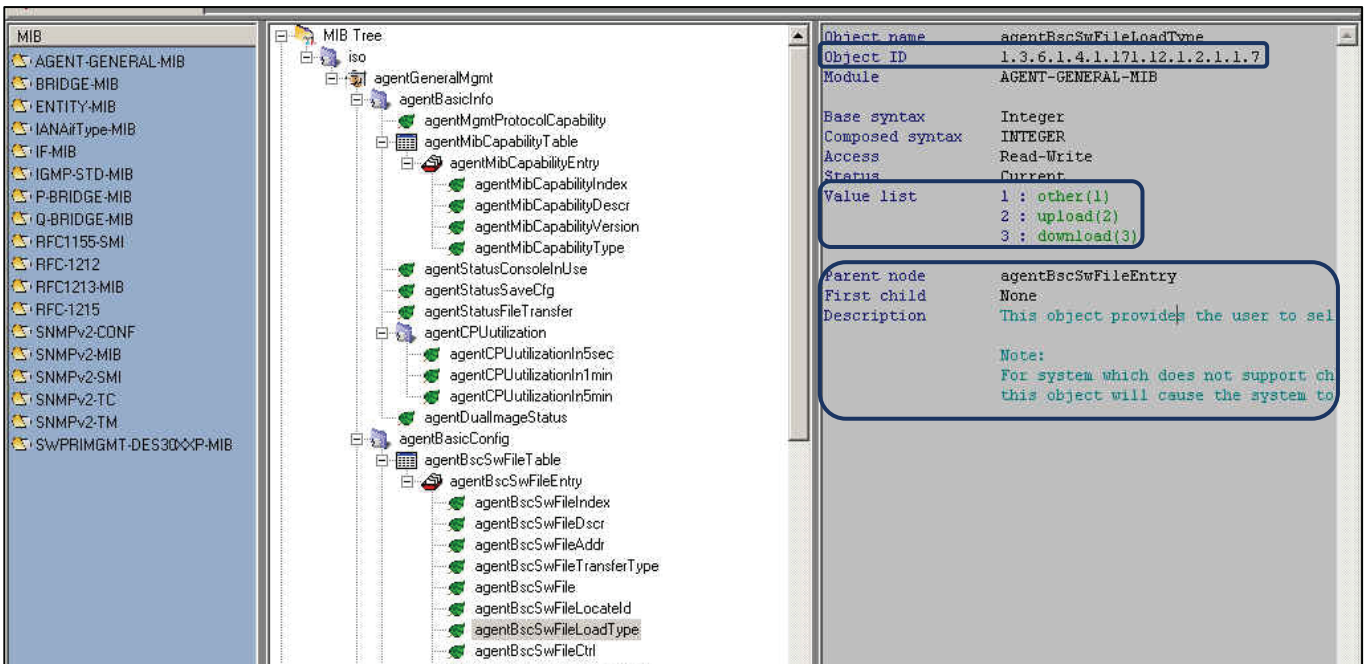 MIB
AGENT-GENERAL-MIB
BRIDGE-MIB
ENTITY-MIB
IANAifType-MIB
IF-MIB
IGMP-STD-MIB
P-BRIDGE-MIB
Q-BRIDGE-MIB
RFC1155-SMI
RFC-1212
RFC1213-MIB
RFC-1215
SNMPv2-CONF
SNMPv2-MIB
SNMPv2-SMI
SNMPv2-TC
SNMPv2-TM
SWPRIMGMT-DES30XXP-MIB
MIB Tree
iso
agentGeneralMgmt
agentBasicInfo
agentMgmtProtocolCapability
agentMibCapabilityTable
agentMibCapabilityEntry
agentMibCapabilityIndex
agentMibCapabilityDescr
agentMibCapabilityVersion
agentMibCapabilityType
agentStatusConsoleInUse
agentStatusSaveCfg
agentStatusFileTransfer
agentCPUutilization
agentCPUutilizationIn5sec
agentCPUutilizationIn1min
agentCPUutilizationIn5min
agentDualImageStatus
agentBasicConfig
agentBscSwFileTable
agentBscSwFileEntry
agentBscSwFileIndex
agentBscSwFileDscr
agentBscSwFileAddr
agentBscSwFileTransferType
agentBscSwFile
agentBscSwFileLocateId
agentBscSwFileLoadType
agentBscSwFileCtrl
Object name agentBscSwFileLoadType
Object ID 1.3.6.1.4.1.171.12.1.2.1.1.7
Module AGENT-GENERAL-MIB
Base syntax Integer
Composed syntax INTEGER
Access Read-Write
Status Current
Value list 1 : other(1)
2 : upload(2)
3 : download(3)
Parent node agentBscSwFileEntry
First child None
Description This object provides the user to sel
Note:
For system which does not support ch
this object will cause the system to